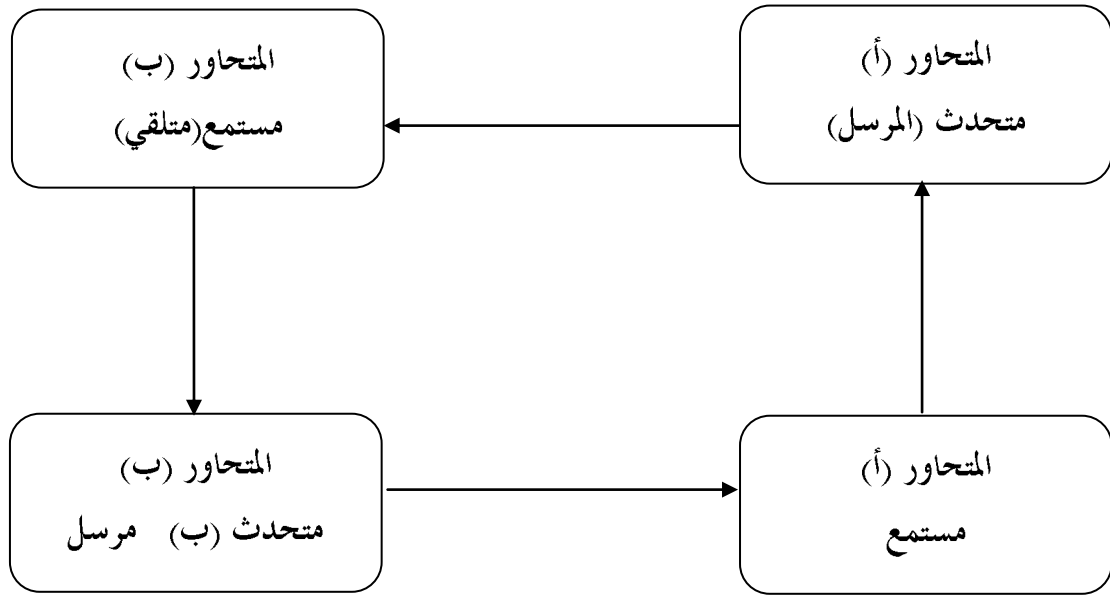 المتحاور (أ)
متحدث (المرسل)
المتحاور (ب)
مستمع(متلقي)
المتحاور (ب)
متحدث (ب) مرسل
المتحاور (أ)
مستمع